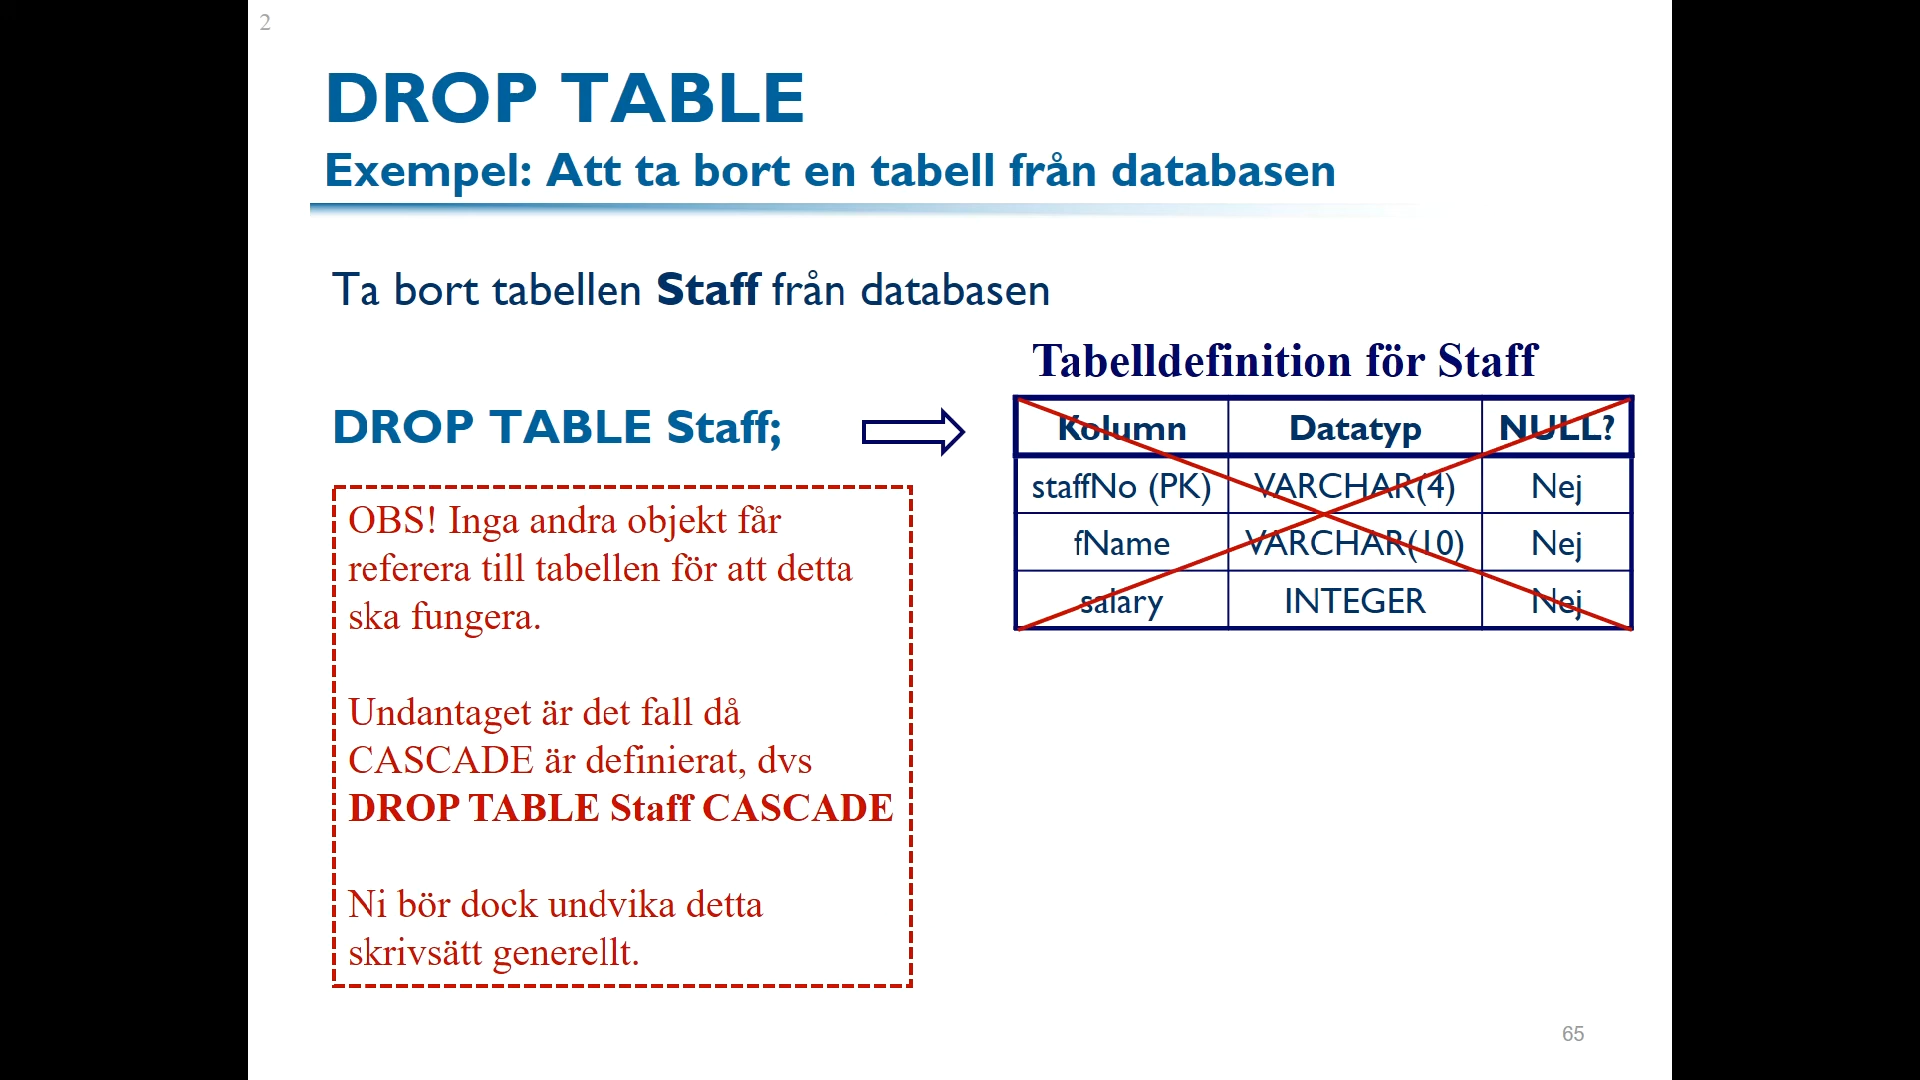 2
DROP TABLE
Exempel: Att ta bort en tabell från databasen
Ta bort tabellen Staff från databasen
DROP TABLE Staff;
OBS! Inga andra objekt får
referera till tabellen för att detta
ska fungera.
Undantaget är det fall då
CASCADE är definierat, dvs
DROP TABLE Staff CASCADE
Ni bör dock undvika detta
skrivsätt generellt.
Tabelldefinition för Staff
Kolumn Datatyp NULL?
staffNo (PK) VARCHAR(4) Nej
fName VARCHAR(10) Nej
salary INTEGER Nej
65